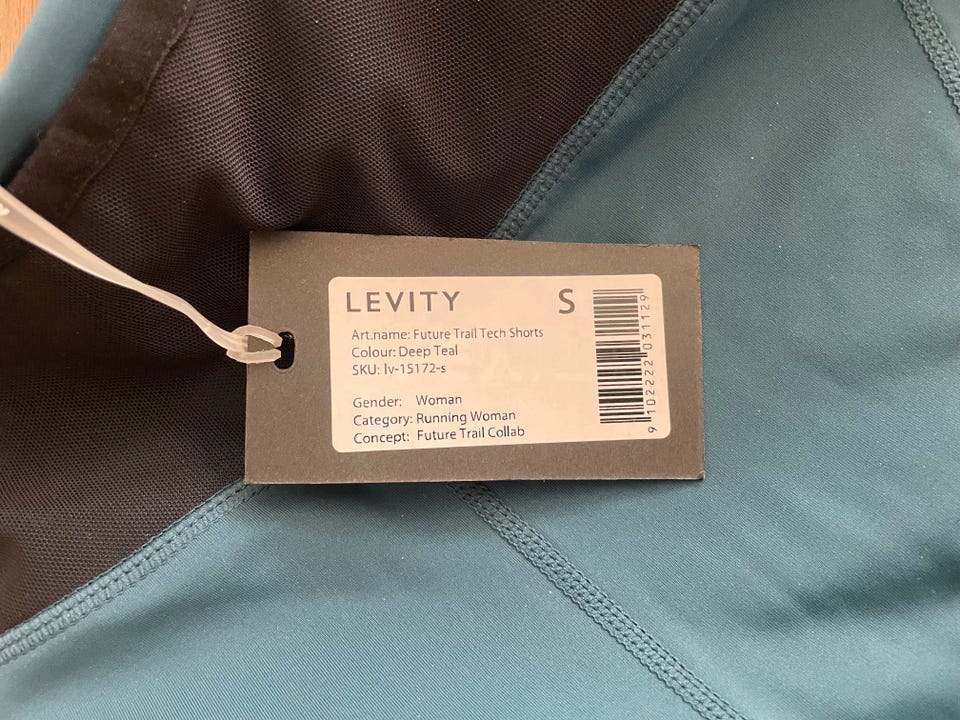 LEVITY S
Art.name: Future Trail Tech Shorts
Colour: Deep Teal
SKU: lv-15172-s
Gender: Woman
Category: Running Woman
Concept: Future Trail Collab
9 102222 031129